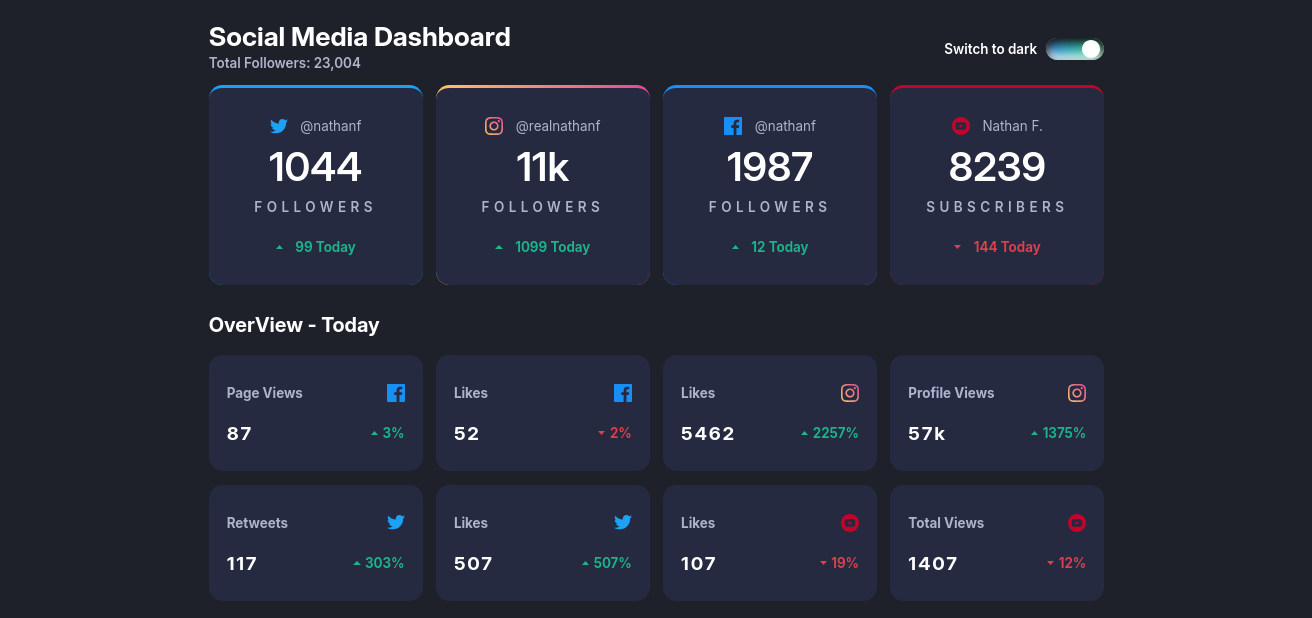 Social Media Dashboard
Total Followers: 23,004
Switch to dark
@nathanf
1044
FOLLOWERS
99 Today
@realnathanf
11k
FOLLOWERS
1099 Today
@nathanf
1987
FOLLOWERS
12 Today
Nathan F.
8239
SUBSCRIBERS
144 Today
OverView - Today
Page Views
87 3%
Likes
52 2%
Likes
5462 2257%
Profile Views
57k 1375%
Retweets
117 303%
Likes
507 507%
Likes
107 19%
Total Views
1407 12%